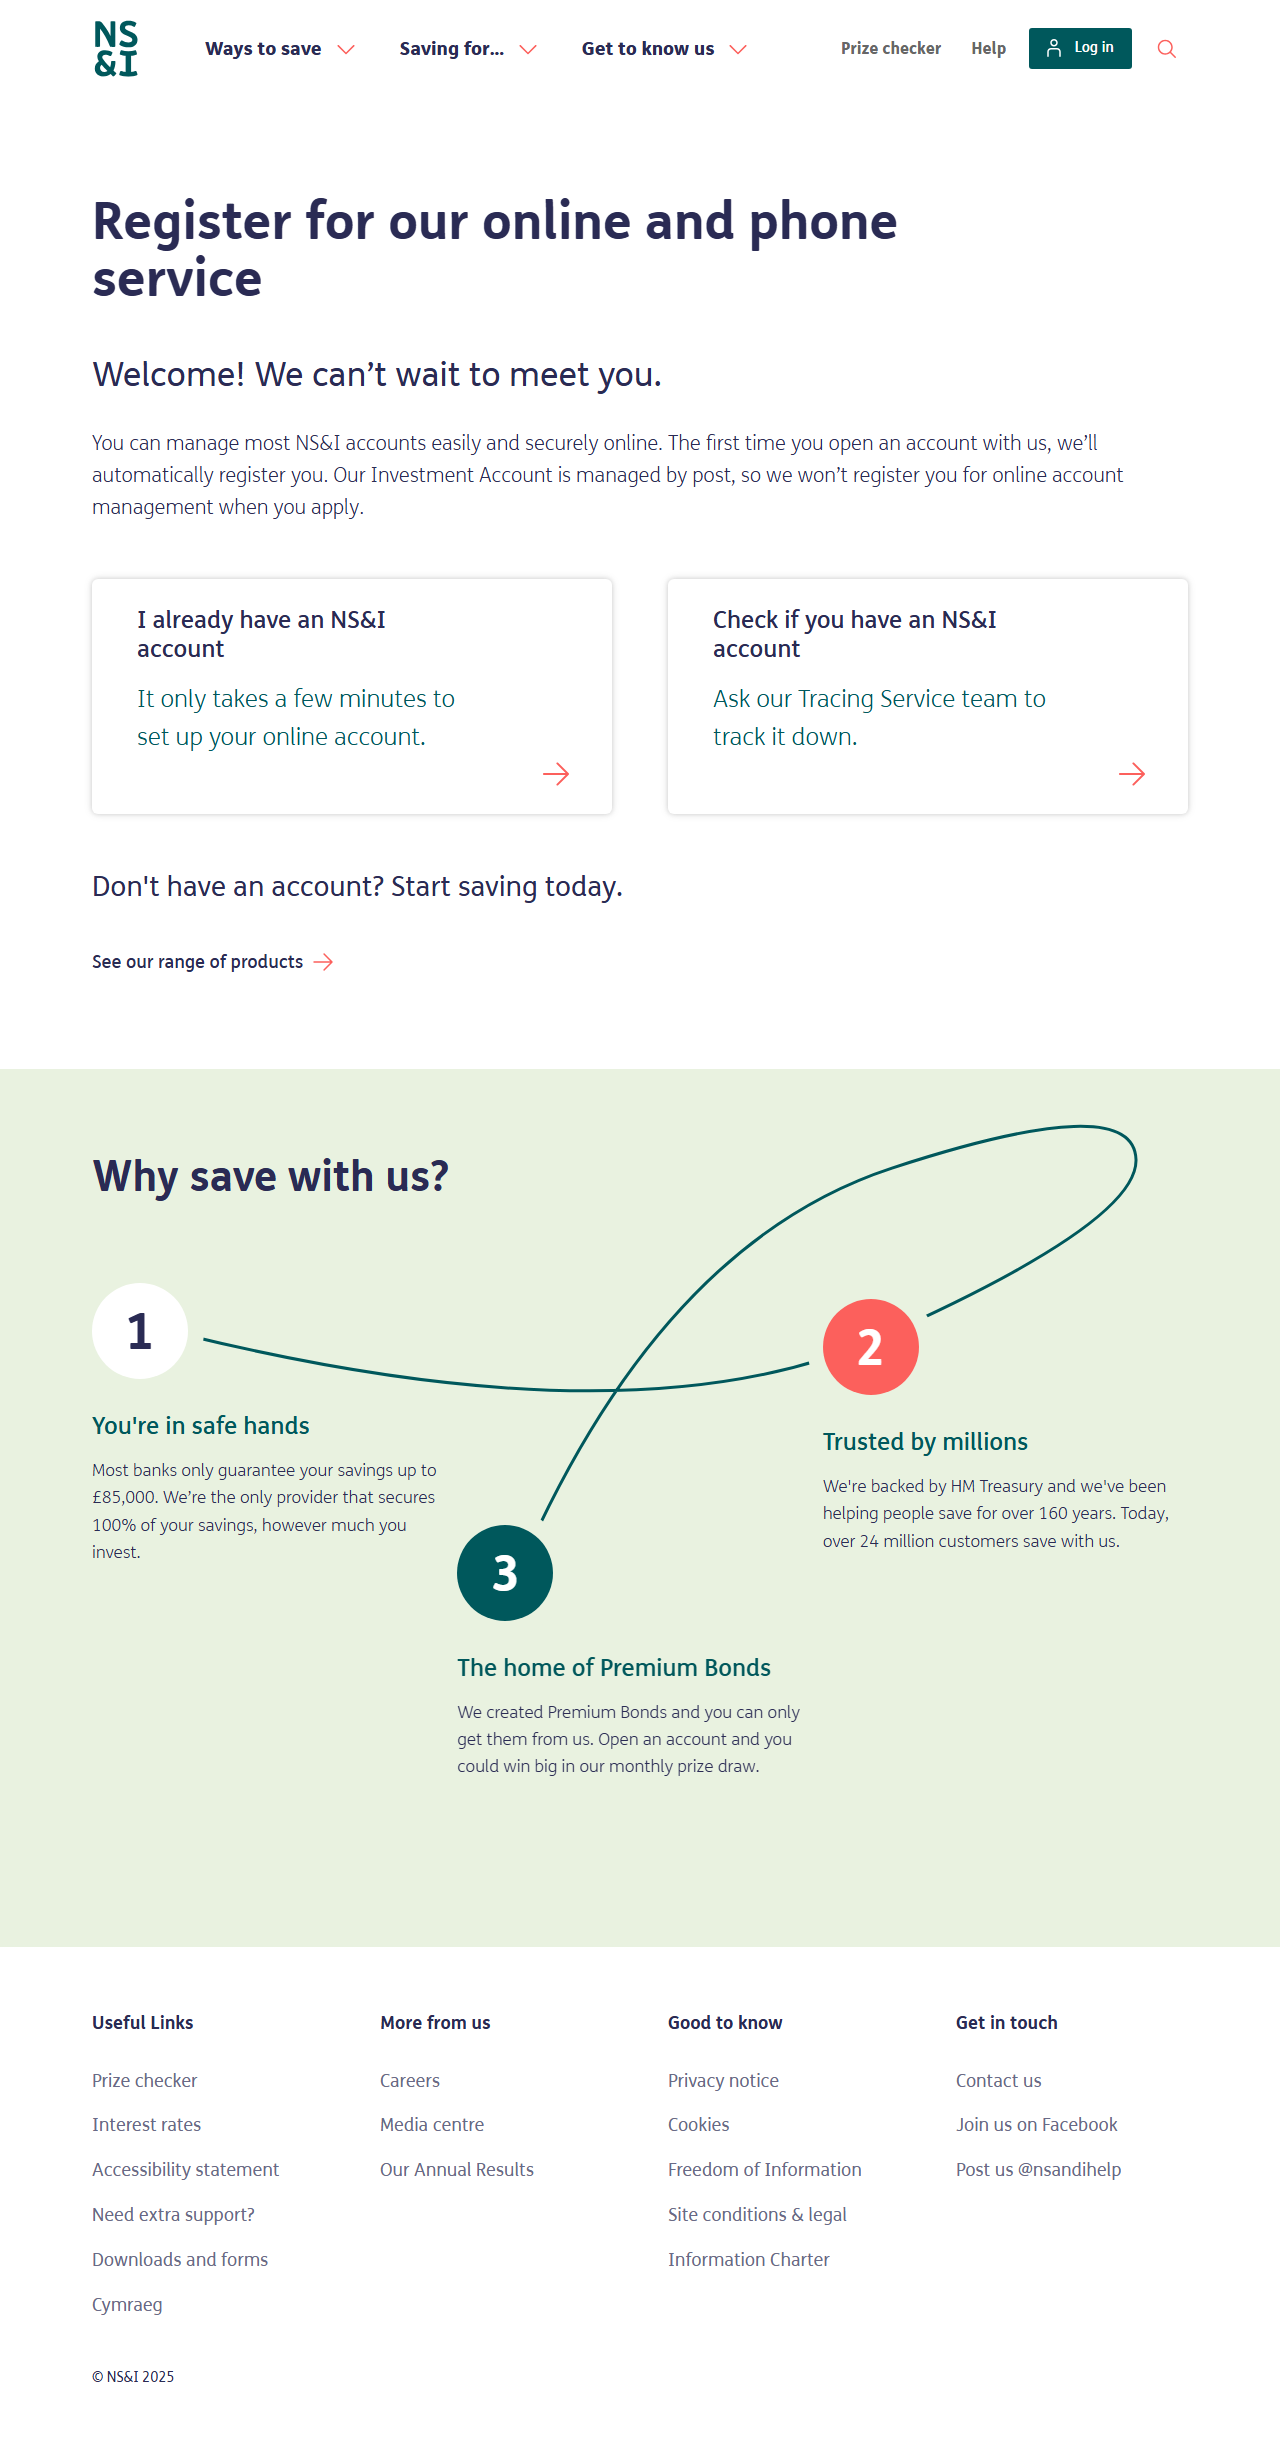 NS
&I
Ways to save
Saving for...
Get to know us
Prize checker
Help
Log in
Register for our online and phone
service
Welcome! We can’t wait to meet you.
You can manage most NS&I accounts easily and securely online. The first time you open an account with us, we’ll
automatically register you. Our Investment Account is managed by post, so we won’t register you for online account
management when you apply.
I already have an NS&I
account
It only takes a few minutes to
set up your online account.
Check if you have an NS&I
account
Ask our Tracing Service team to
track it down.
Don't have an account? Start saving today.
See our range of products
Why save with us?
1
You're in safe hands
Most banks only guarantee your savings up to
£85,000. We’re the only provider that secures
100% of your savings, however much you
invest.
2
Trusted by millions
We're backed by HM Treasury and we've been
helping people save for over 160 years. Today,
over 24 million customers save with us.
3
The home of Premium Bonds
We created Premium Bonds and you can only
get them from us. Open an account and you
could win big in our monthly prize draw.
Useful Links
Prize checker
Interest rates
Accessibility statement
Need extra support?
Downloads and forms
Cymraeg
More from us
Careers
Media centre
Our Annual Results
Good to know
Privacy notice
Cookies
Freedom of Information
Site conditions & legal
Information Charter
Get in touch
Contact us
Join us on Facebook
Post us @nsandihelp
© NS&I 2025